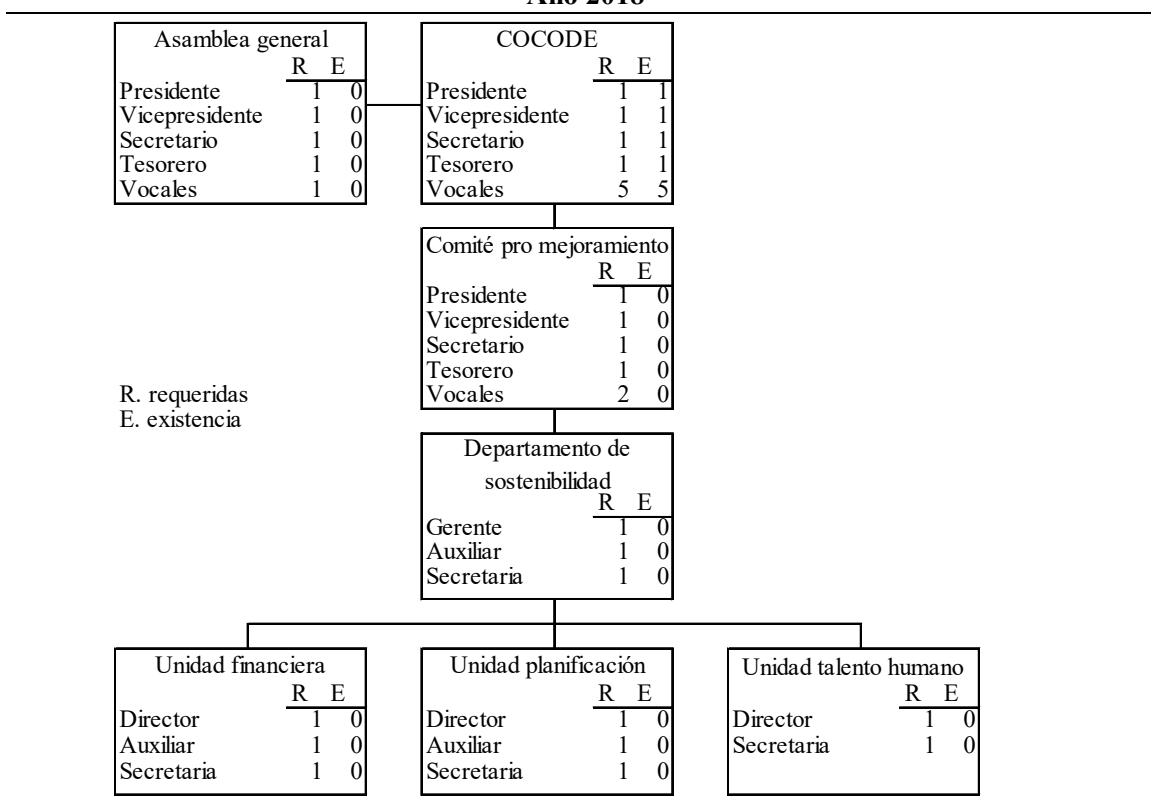 Año 2018
Asamblea general
R E
Presidente 1 0
Vicepresidente 1 0
Secretario 1 0
Tesorero 1 0
Vocales 1 0
COCODE
R E
Presidente 1 1
Vicepresidente 1 1
Secretario 1 1
Tesorero 1 1
Vocales 5 5
Comité pro mejoramiento
R E
Presidente 1 0
Vicepresidente 1 0
Secretario 1 0
Tesorero 1 0
Vocales 2 0
R. requeridas
E. existencia
Departamento de
sostenibilidad
R E
Gerente 1 0
Auxiliar 1 0
Secretaria 1 0
Unidad financiera
R E
Director 1 0
Auxiliar 1 0
Secretaria 1 0
Unidad planificación
R E
Director 1 0
Auxiliar 1 0
Secretaria 1 0
Unidad talento humano
R E
Director 1 0
Secretaria 1 0